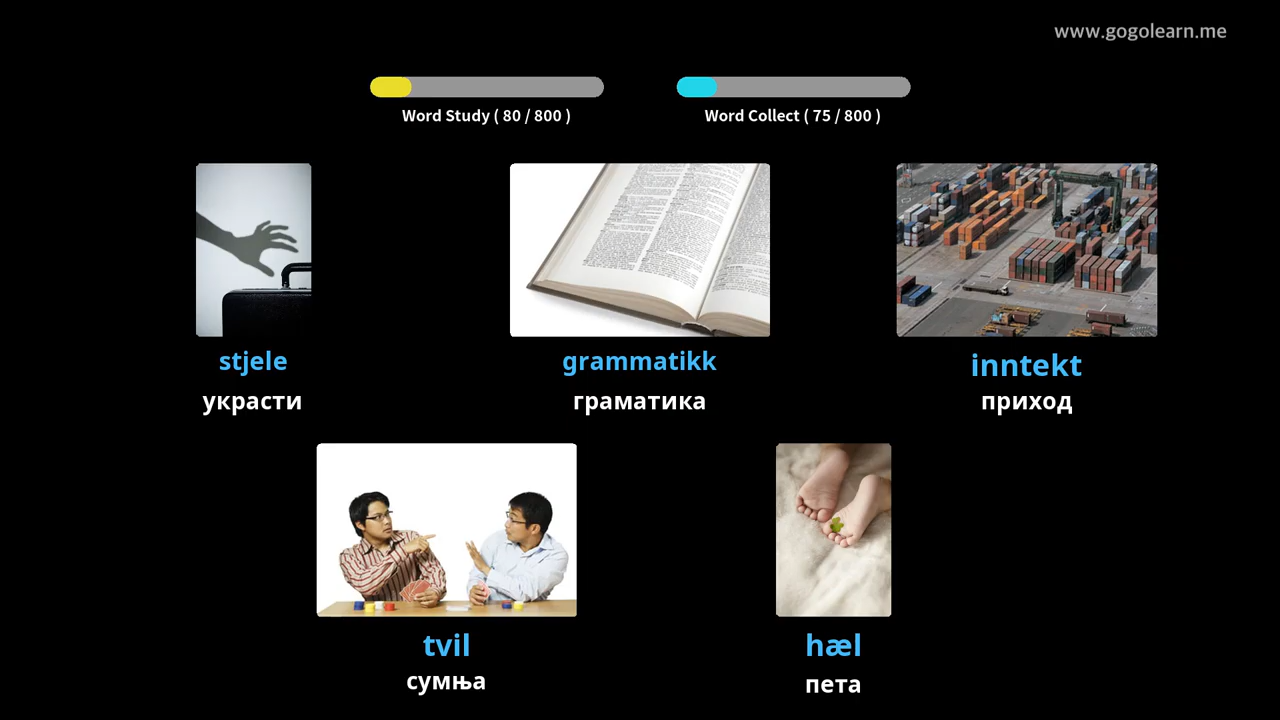 www.gogolearn.me
Word Study ( 80 / 800 )
Word Collect ( 75 / 800 )
stjele
украсти
grammatikk
граматика
inntekt
приход
tvil
сумња
hæl
пета